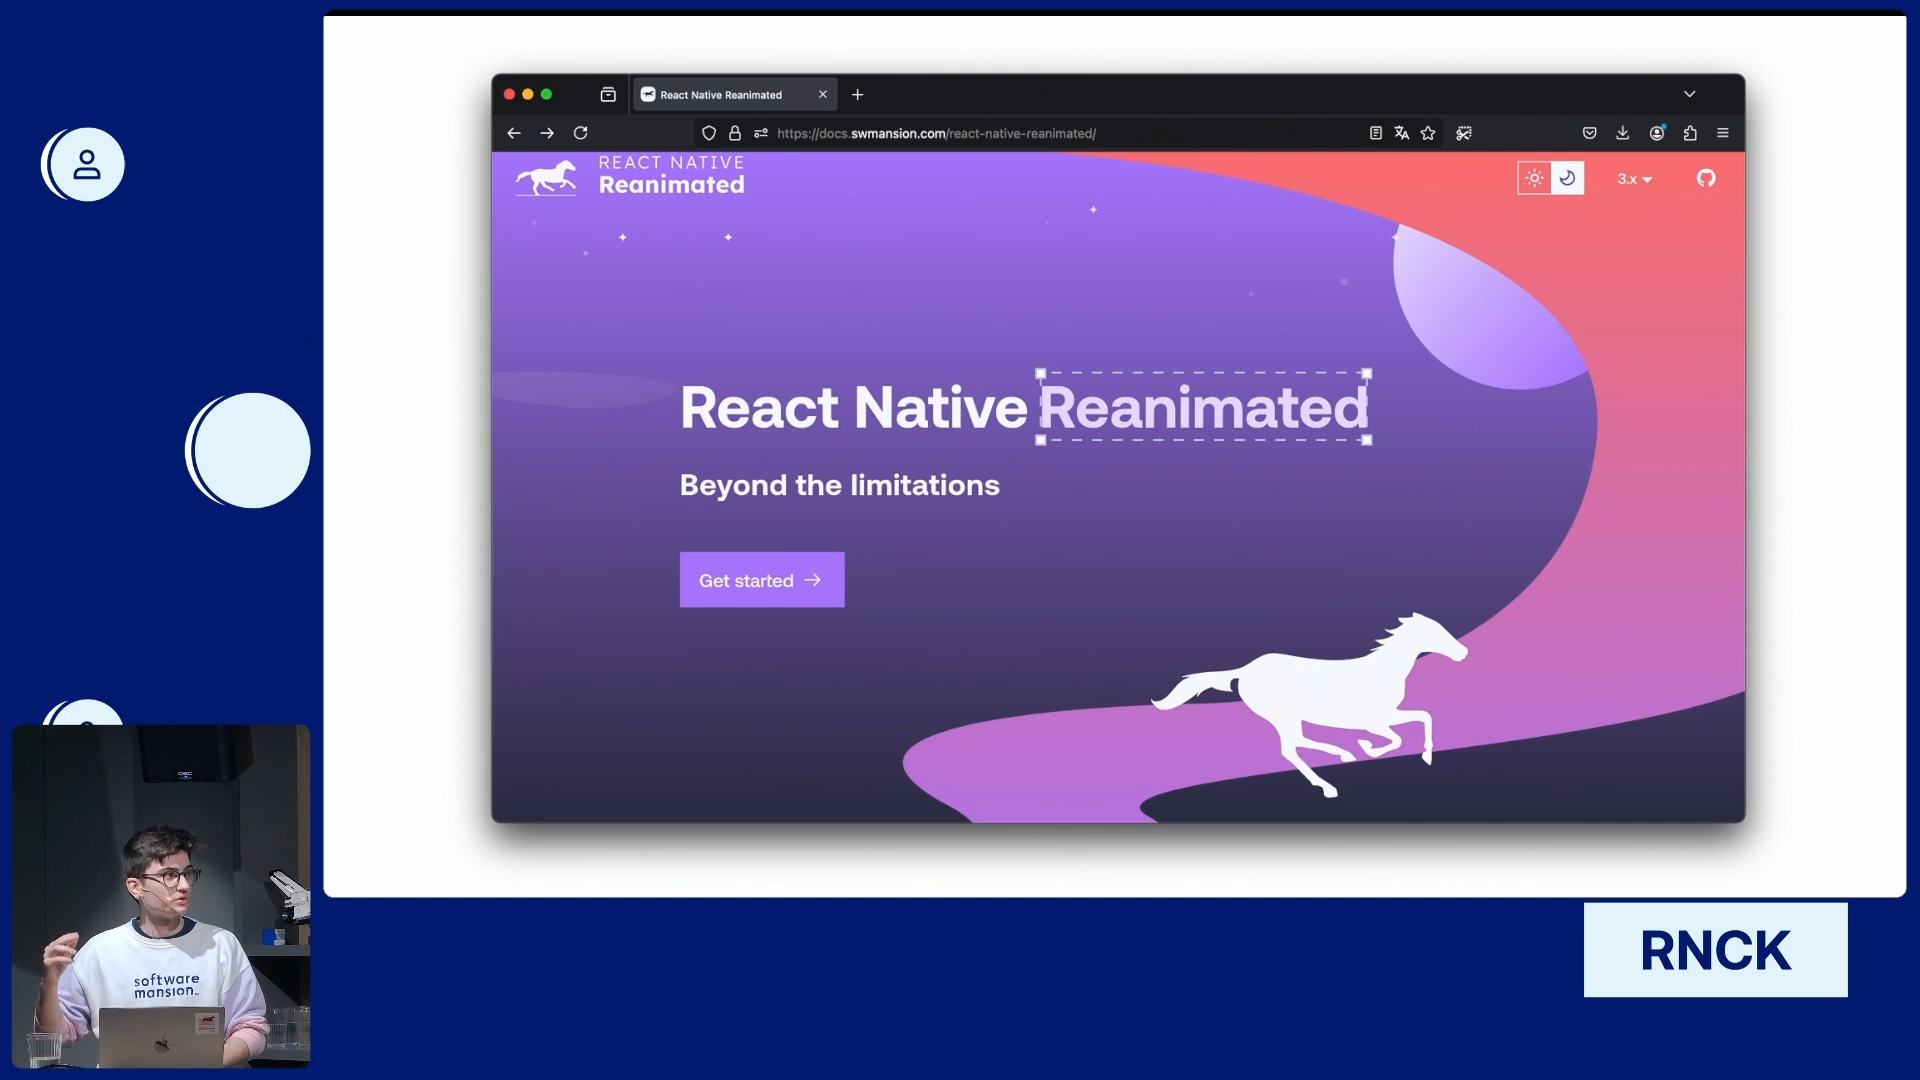 React Native Reanimated
https://docs.swmansion.com/react-native-reanimated/
REACT NATIVE
Reanimated
3.x
React Native Reanimated
Beyond the limitations
Get started
software
mansion
RNCK